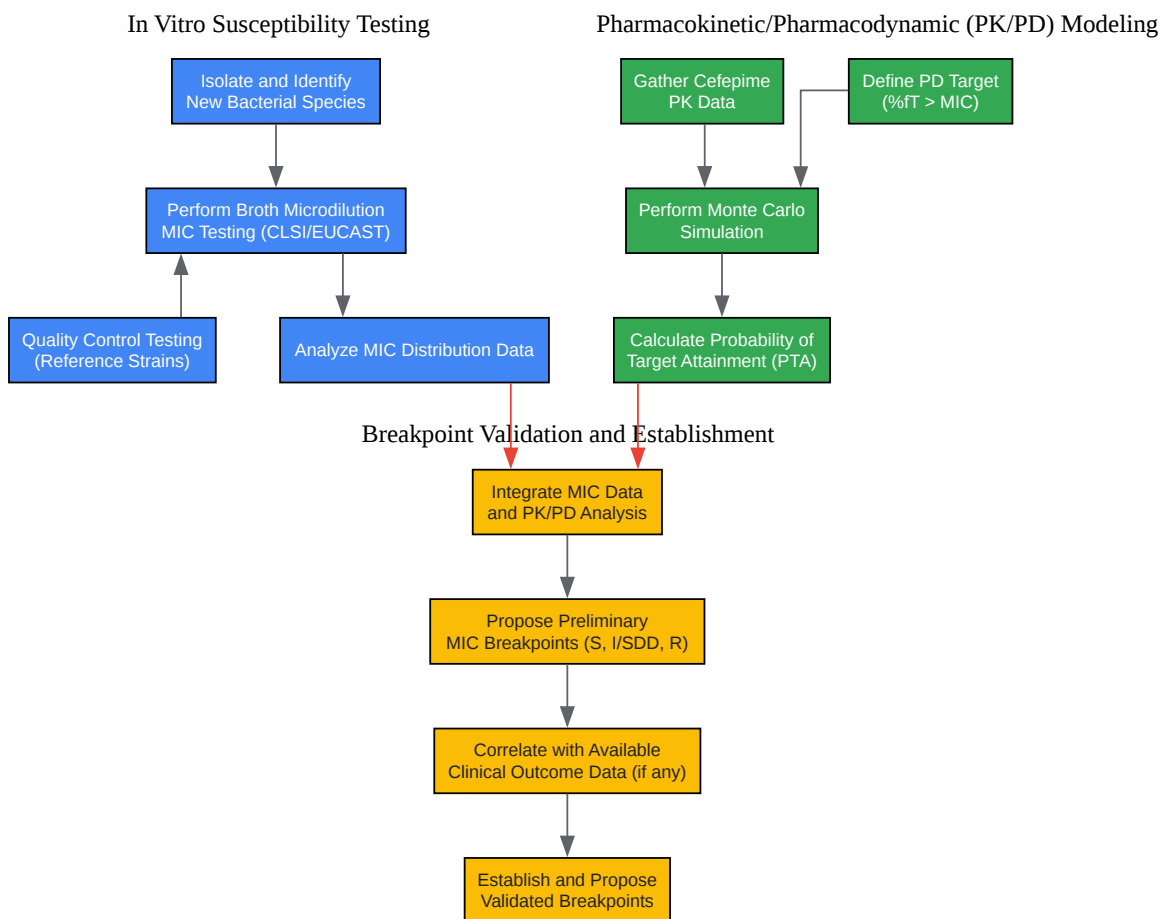 In Vitro Susceptibility Testing
Pharmacokinetic/Pharmacodynamic (PK/PD) Modeling
Isolate and Identify
New Bacterial Species
Gather Cefepime
PK Data
Define PD Target
(%fT > MIC)
Perform Broth Microdilution
MIC Testing (CLSI/EUCAST)
Perform Monte Carlo
Simulation
Quality Control Testing
(Reference Strains)
Analyze MIC Distribution Data
Calculate Probability of
Target Attainment (PTA)
Breakpoint Validation and Establishment
Integrate MIC Data
and PK/PD Analysis
Propose Preliminary
MIC Breakpoints (S, I/SDD, R)
Correlate with Available
Clinical Outcome Data (if any)
Establish and Propose
Validated Breakpoints